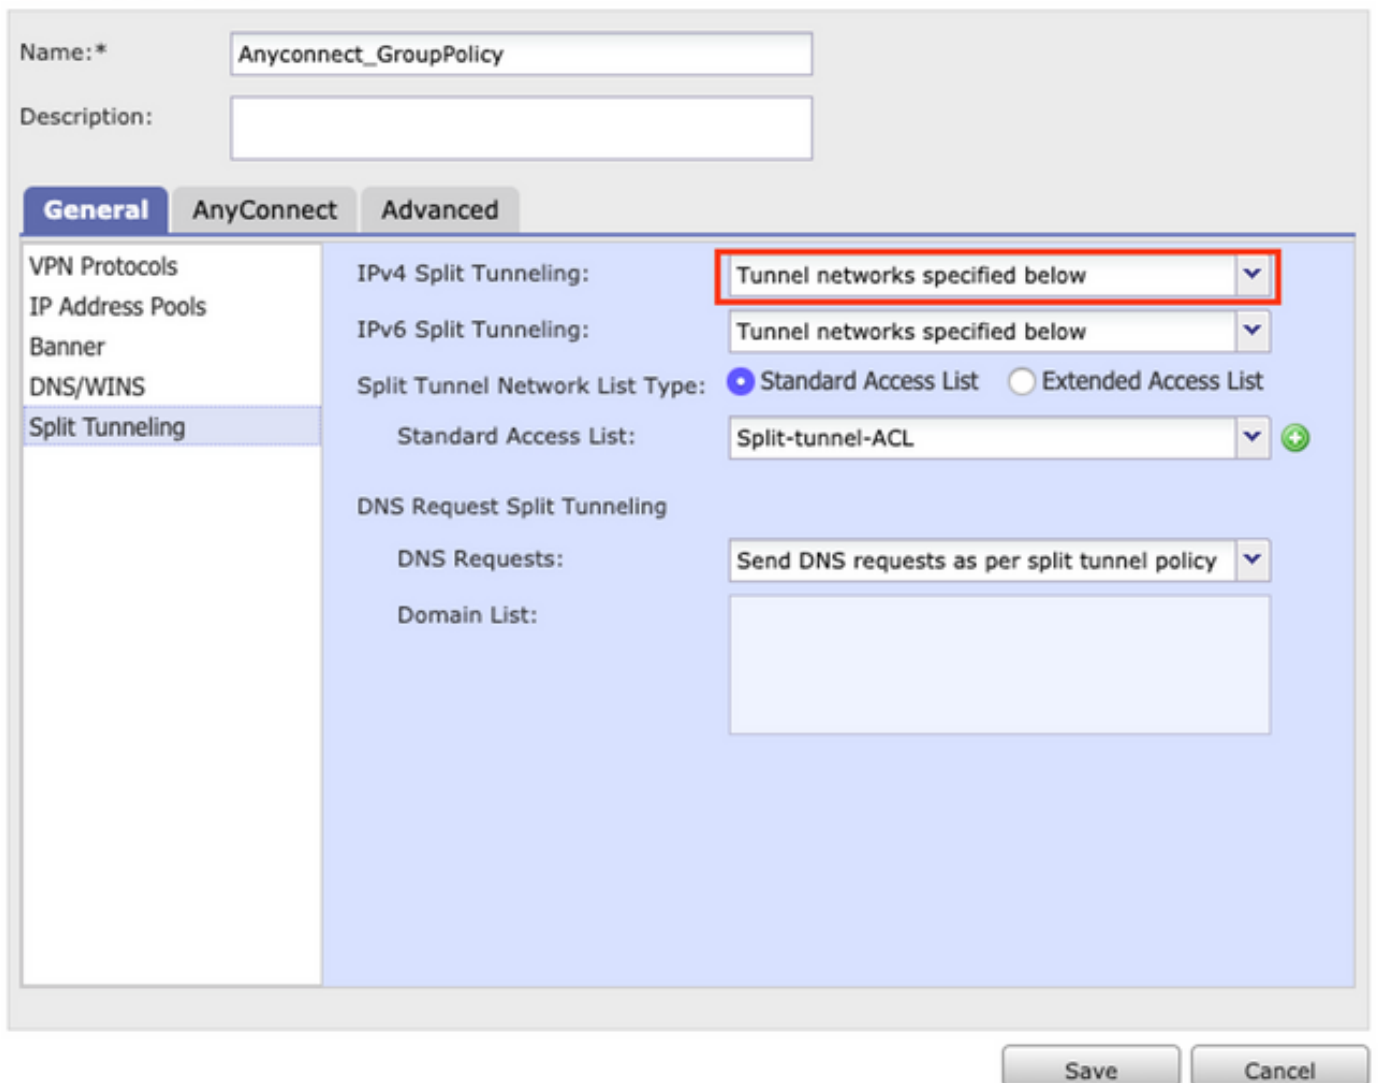 Name:*
Anyconnect_GroupPolicy
Description:
General
AnyConnect
Advanced
VPN Protocols
IP Address Pools
Banner
DNS/WINS
Split Tunneling
IPv4 Split Tunneling:
Tunnel networks specified below
IPv6 Split Tunneling:
Tunnel networks specified below
Split Tunnel Network List Type:
Standard Access List
Extended Access List
Standard Access List:
Split-tunnel-ACL
DNS Request Split Tunneling
DNS Requests:
Send DNS requests as per split tunnel policy
Domain List:
Save
Cancel